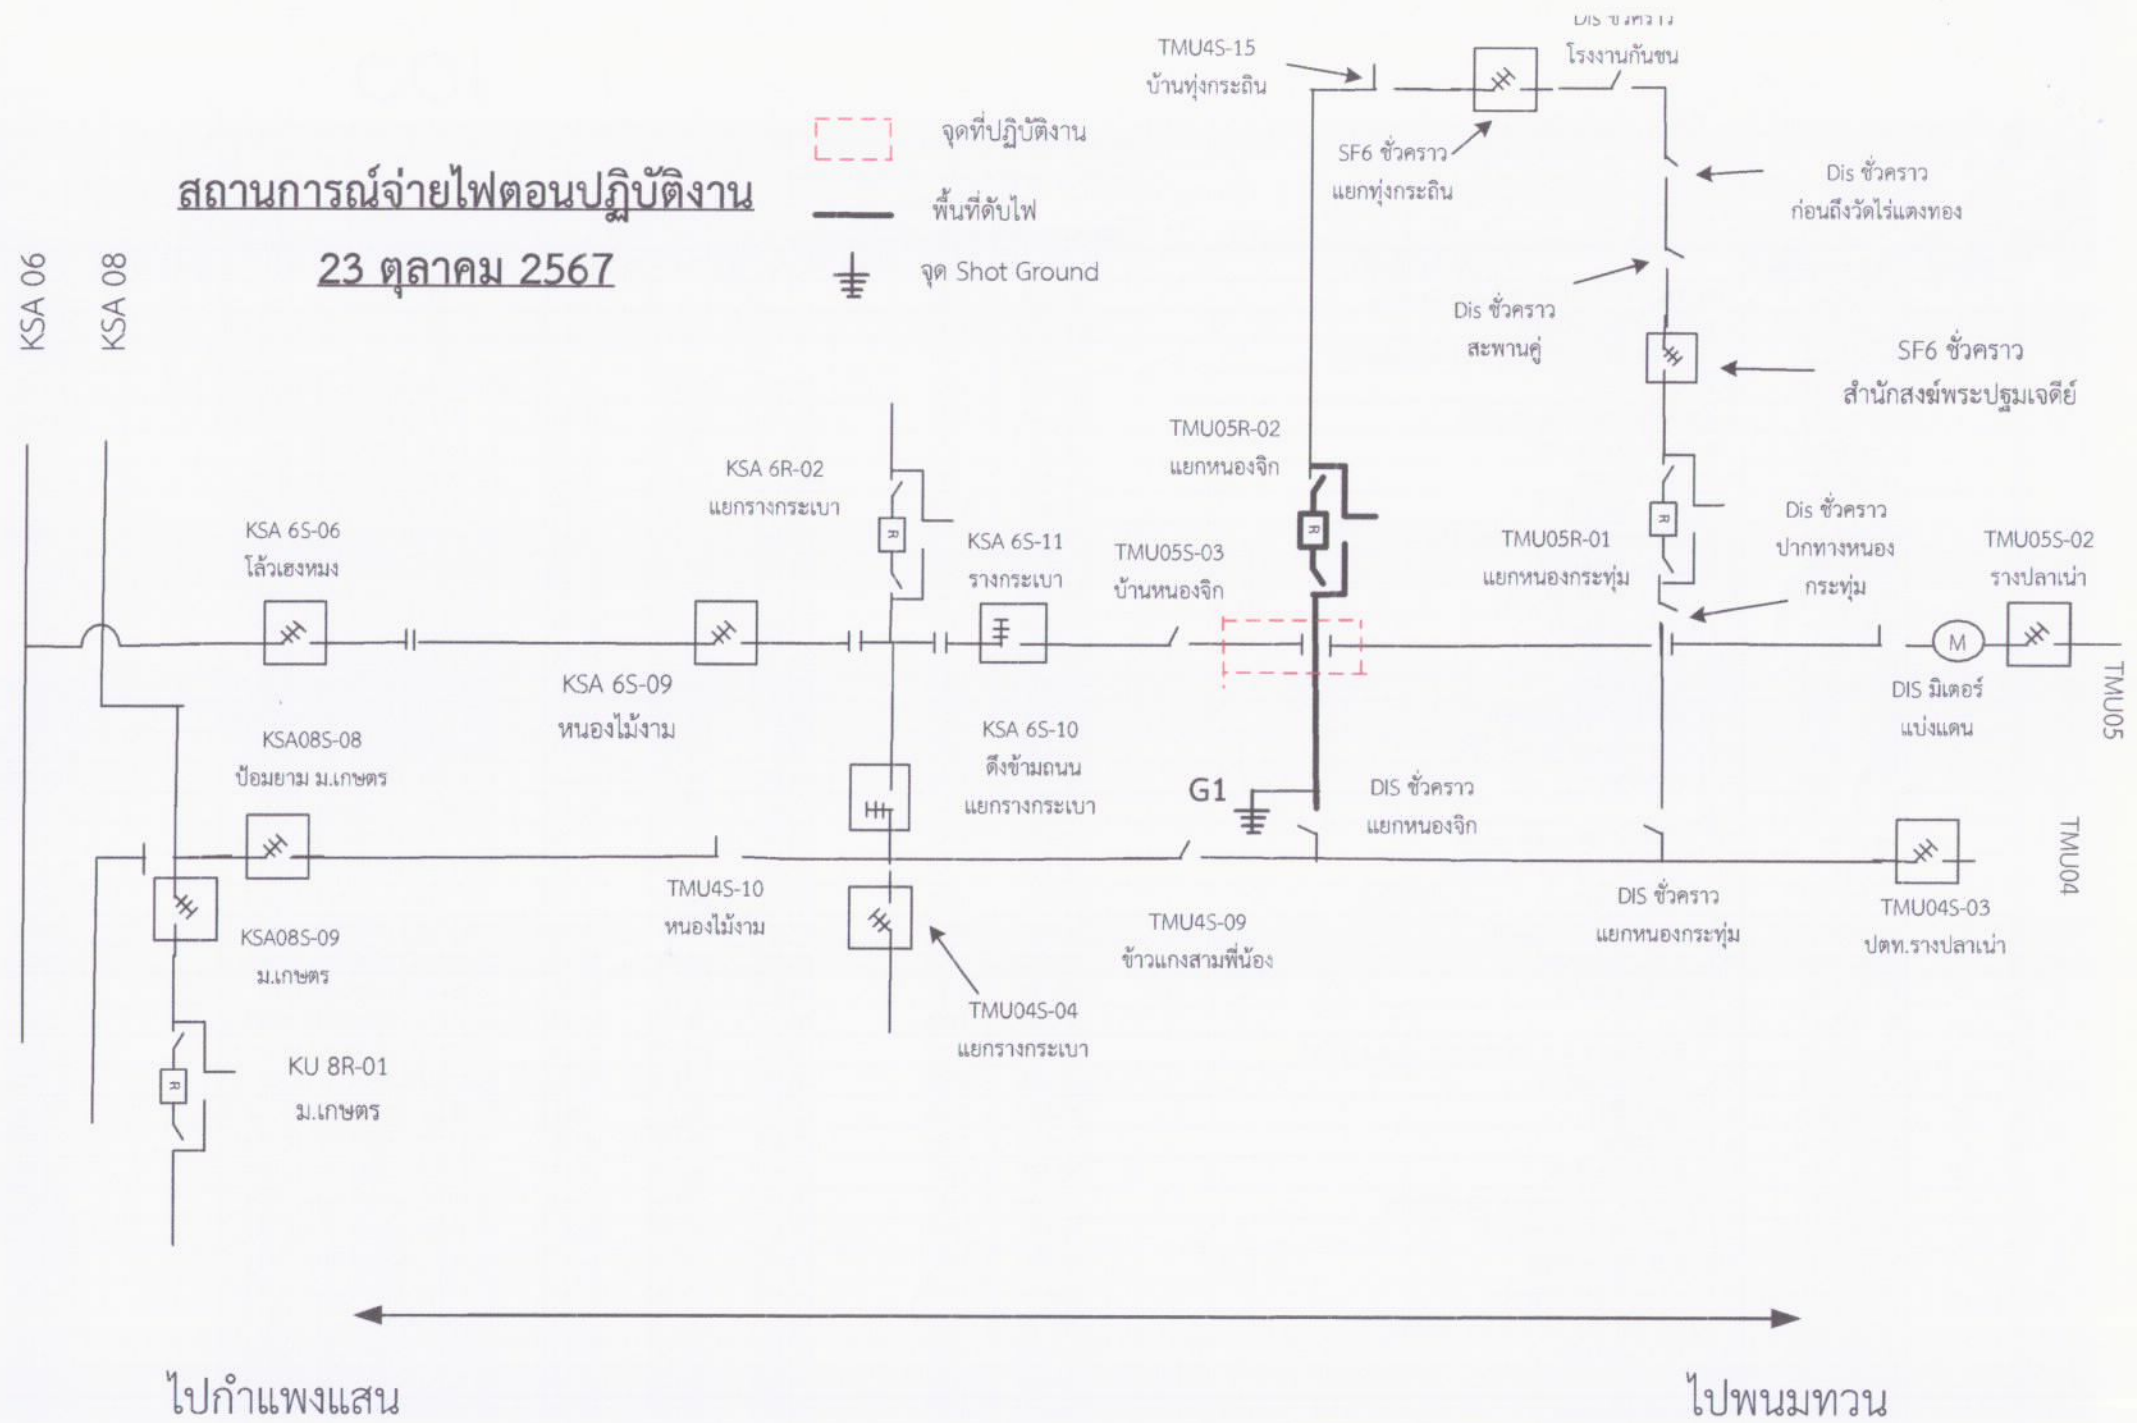 Dis ชั่วคราว
โรงงานกันชน
TMU4S-15
บ้านทุ่งกระถิน
จุดที่ปฏิบัติงาน
SF6 ชั่วคราว
แยกทุ่งกระถิน
Dis ชั่วคราว
ก่อนถึงวัดไร่แตงทอง
สถานการณ์จ่ายไฟตอนปฏิบัติงาน
23 ตุลาคม 2567
พื้นที่ดับไฟ
จุด Shot Ground
KSA 06
KSA 08
Dis ชั่วคราว
สะพานคู่
SF6 ชั่วคราว
สำนักสงฆ์พระปฐมเจดีย์
TMU05R-02
แยกหนองจิก
KSA 6R-02
แยกรางกระเบา
R
R
R
KSA 6S-06
โล้วเฮงหมง
KSA 6S-11
รางกระเบา
TMU05S-03
บ้านหนองจิก
TMU05R-01
แยกหนองกระทุ่ม
Dis ชั่วคราว
ปากทางหนอง
กระทุ่ม
TMU05S-02
รางปลาเน่า
M
KSA 6S-09
หนองไม้งาม
DIS มิเตอร์
แบ่งแดน
TMU05
KSA08S-08
ป้อมยาม ม.เกษตร
KSA 6S-10
ดึงข้ามถนน
แยกรางกระเบา
G1
DIS ชั่วคราว
แยกหนองจิก
TMU04
KSA08S-09
ม.เกษตร
TMU4S-10
หนองไม้งาม
TMU4S-09
ข้าวแกงสามพี่น้อง
DIS ชั่วคราว
แยกหนองกระทุ่ม
TMU04S-03
ปตท.รางปลาเน่า
TMU04S-04
แยกรางกระเบา
R
KU 8R-01
ม.เกษตร
ไปกำแพงแสน
ไปพนมทวน